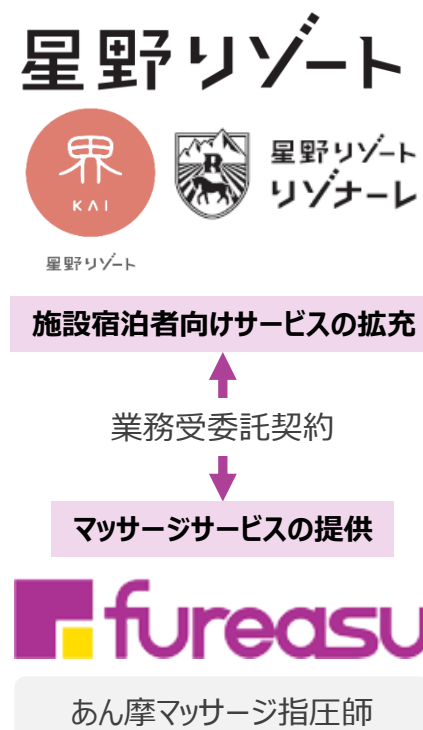 星野リゾート
界
KAI
星野リゾート
R
星野リゾート
リゾナーレ
施設宿泊者向けサービスの拡充
業務受委託契約
マッサージサービスの提供
fureasu
あん摩マッサージ指圧師